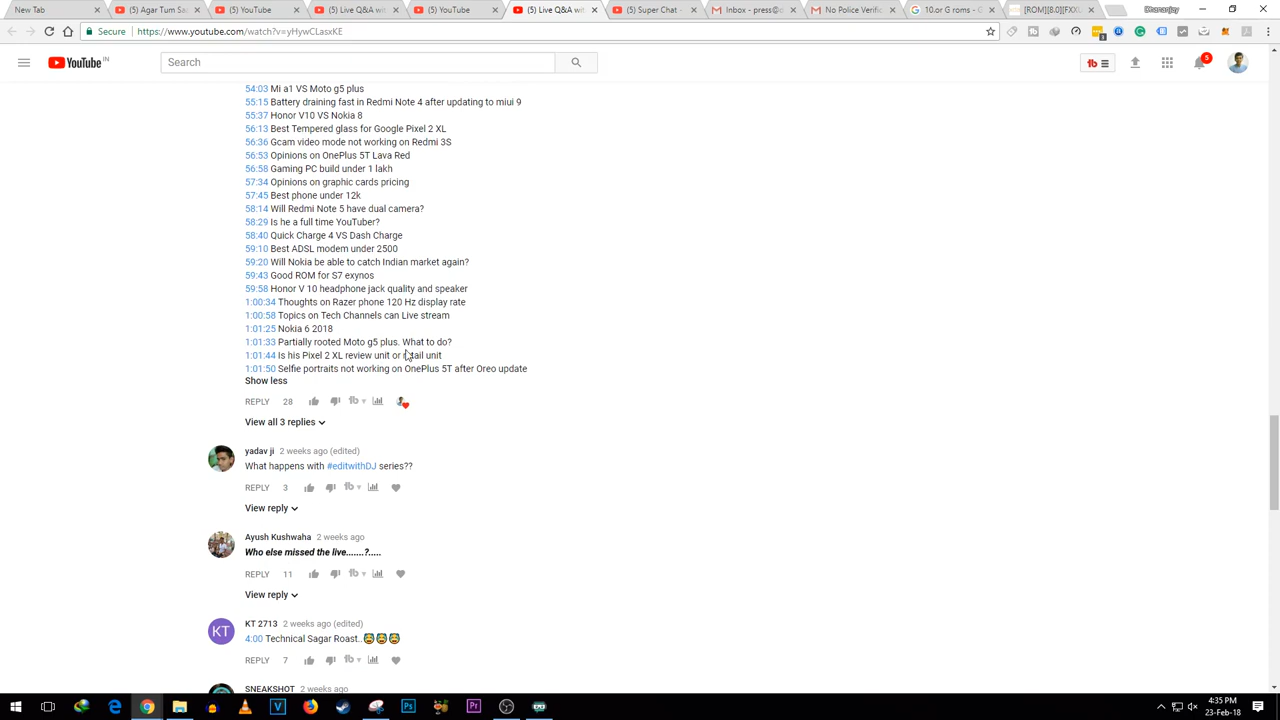 New Tab
(5) Agar Tum Sa
(5) YouTube
(5) Live Q&A wit
(5) YouTube
(5) Live Q&A wit
(5) Super Chat -
Inbox - press@
No Police Verific
10.or G roms - G
[ROM][8.0][FXXL
Dhananjay
Secure
https://www.youtube.com/watch?v=yHywCLasxKE
YouTube IN
Search
5
54:03 Mi a1 VS Moto g5 plus
55:15 Battery draining fast in Redmi Note 4 after updating to miui 9
55:37 Honor V10 VS Nokia 8
56:13 Best Tempered glass for Google Pixel 2 XL
56:36 Gcam video mode not working on Redmi 3S
56:53 Opinions on OnePlus 5T Lava Red
56:58 Gaming PC build under 1 lakh
57:34 Opinions on graphic cards pricing
57:45 Best phone under 12k
58:14 Will Redmi Note 5 have dual camera?
58:29 Is he a full time YouTuber?
58:40 Quick Charge 4 VS Dash Charge
59:10 Best ADSL modem under 2500
59:20 Will Nokia be able to catch Indian market again?
59:43 Good ROM for S7 exynos
59:58 Honor V 10 headphone jack quality and speaker
1:00:34 Thoughts on Razer phone 120 Hz display rate
1:00:58 Topics on Tech Channels can Live stream
1:01:25 Nokia 6 2018
1:01:33 Partially rooted Moto g5 plus. What to do?
1:01:44 Is his Pixel 2 XL review unit or retail unit
1:01:50 Selfie portraits not working on OnePlus 5T after Oreo update
Show less
REPLY 28
View all 3 replies
yadav ji 2 weeks ago (edited)
What happens with #editwithDJ series??
REPLY 3
View reply
Ayush Kushwaha 2 weeks ago
Who else missed the live.......?.....
REPLY 11
View reply
KT
KT 2713 2 weeks ago (edited)
4:00 Technical Sagar Roast..
REPLY 7
SNEAKSHOT 2 weeks ago
4:35 PM
23-Feb-18